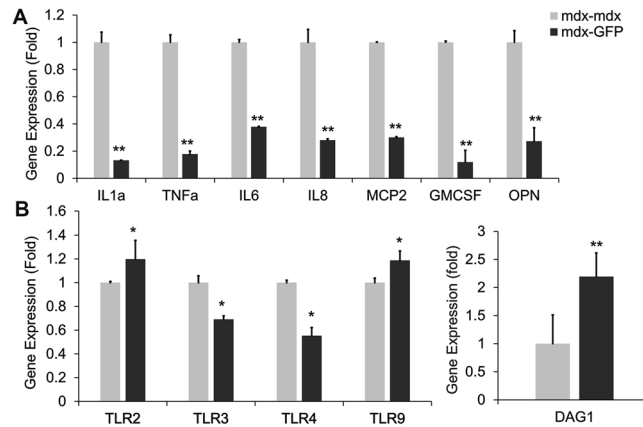 A
Gene Expression (Fold)
1.2
1
0.8
0.6
0.4
0.2
0
** ** ** ** ** ** **
IL1a TNFa IL6 IL8 MCP2 GMCSF OPN
mdx-mdx
mdx-GFP
B
Gene Expression (Fold)
1.6
1.4
1.2
1
0.8
0.6
0.4
0.2
0
* * * *
TLR2 TLR3 TLR4 TLR9
Gene Expression (fold)
3
2.5
2
1.5
1
0.5
0
**
DAG1